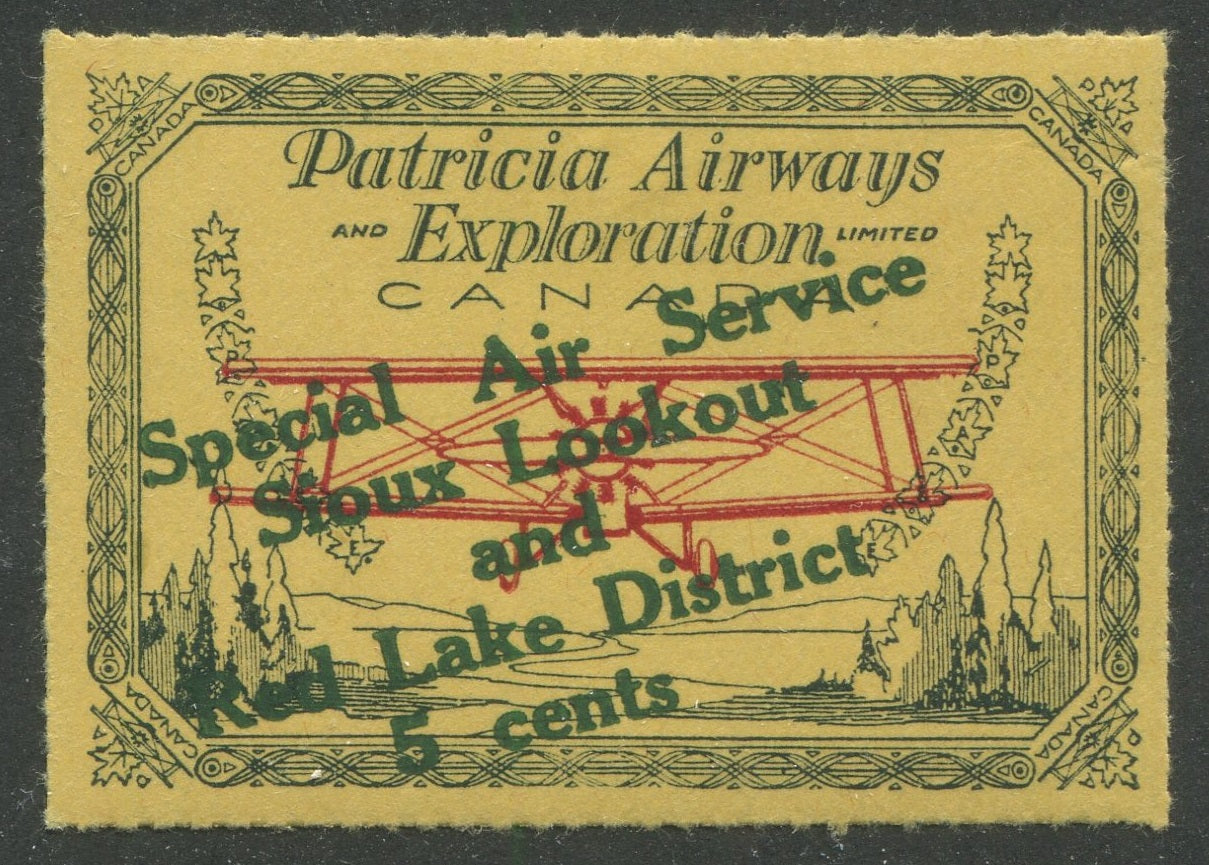 CANADA
CANADA
Patricia Airways
AND Exploration LIMITED
CANADA
Special Air Service
Sioux Lookout
and
Red Lake District
5 cents
CANADA
CANADA